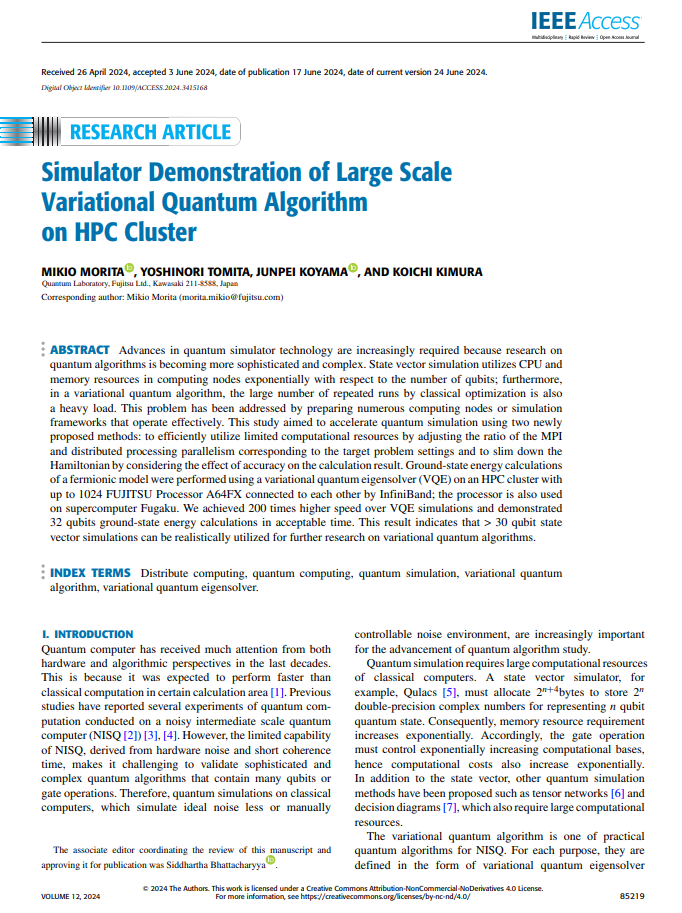 IEEE Access
Multidisciplinary | Rapid Review | Open Access Journal
Received 26 April 2024, accepted 3 June 2024, date of publication 17 June 2024, date of current version 24 June 2024.
Digital Object Identifier 10.1109/ACCESS.2024.3415168
RESEARCH ARTICLE
Simulator Demonstration of Large Scale
Variational Quantum Algorithm
on HPC Cluster
MIKIO MORITA, YOSHINORI TOMITA, JUNPEI KOYAMA, AND KOICHI KIMURA
Quantum Laboratory, Fujitsu Ltd., Kawasaki 211-8588, Japan
Corresponding author: Mikio Morita (morita.mikio@fujitsu.com)
ABSTRACT Advances in quantum simulator technology are increasingly required because research on
quantum algorithms is becoming more sophisticated and complex. State vector simulation utilizes CPU and
memory resources in computing nodes exponentially with respect to the number of qubits; furthermore,
in a variational quantum algorithm, the large number of repeated runs by classical optimization is also
a heavy load. This problem has been addressed by preparing numerous computing nodes or simulation
frameworks that operate effectively. This study aimed to accelerate quantum simulation using two newly
proposed methods: to efficiently utilize limited computational resources by adjusting the ratio of the MPI
and distributed processing parallelism corresponding to the target problem settings and to slim down the
Hamiltonian by considering the effect of accuracy on the calculation result. Ground-state energy calculations
of a fermionic model were performed using a variational quantum eigensolver (VQE) on an HPC cluster with
up to 1024 FUJITSU Processor A64FX connected to each other by InfiniBand; the processor is also used
on supercomputer Fugaku. We achieved 200 times higher speed over VQE simulations and demonstrated
32 qubits ground-state energy calculations in acceptable time. This result indicates that > 30 qubit state
vector simulations can be realistically utilized for further research on variational quantum algorithms.
INDEX TERMS Distribute computing, quantum computing, quantum simulation, variational quantum
algorithm, variational quantum eigensolver.
I. INTRODUCTION
Quantum computer has received much attention from both
hardware and algorithmic perspectives in the last decades.
This is because it was expected to perform faster than
classical computation in certain calculation area [1]. Previous
studies have reported several experiments of quantum com-
putation conducted on a noisy intermediate scale quantum
computer (NISQ [2]) [3], [4]. However, the limited capability
of NISQ, derived from hardware noise and short coherence
time, makes it challenging to validate sophisticated and
complex quantum algorithms that contain many qubits or
gate operations. Therefore, quantum simulations on classical
computers, which simulate ideal noise less or manually
The associate editor coordinating the review of this manuscript and
approving it for publication was Siddhartha Bhattacharyya.
controllable noise environment, are increasingly important
for the advancement of quantum algorithm study.
Quantum simulation requires large computational resources
of classical computers. A state vector simulator, for
example, Qulacs [5], must allocate 2ⁿ⁺⁴bytes to store 2ⁿ
double-precision complex numbers for representing n qubit
quantum state. Consequently, memory resource requirement
increases exponentially. Accordingly, the gate operation
must control exponentially increasing computational bases,
hence computational costs also increase exponentially.
In addition to the state vector, other quantum simulation
methods have been proposed such as tensor networks [6] and
decision diagrams [7], which also require large computational
resources.
The variational quantum algorithm is one of practical
quantum algorithms for NISQ. For each purpose, they are
defined in the form of variational quantum eigensolver
© 2024 The Authors. This work is licensed under a Creative Commons Attribution-NonCommercial-NoDerivatives 4.0 License.
VOLUME 12, 2024
For more information, see https://creativecommons.org/licenses/by-nc-nd/4.0/
85219